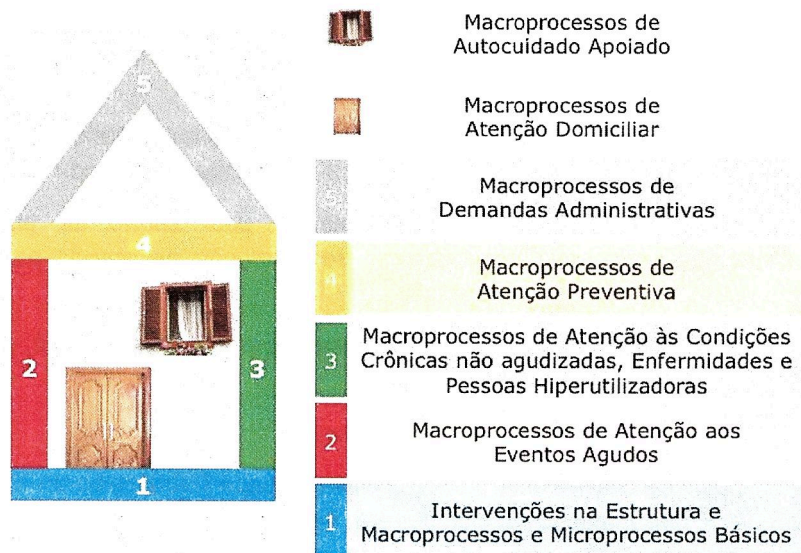 Macroprocessos de
Autocuidado Apoiado
Macroprocessos de
Atenção Domiciliar
5
Macroprocessos de
Demandas Administrativas
4
4
Macroprocessos de
Atenção Preventiva
2
3
3
Macroprocessos de Atenção às Condições
Crônicas não agudizadas, Enfermidades e
Pessoas Hiperutilizadoras
2
Macroprocessos de Atenção aos
Eventos Agudos
1
1
Intervenções na Estrutura e
Macroprocessos e Microprocessos Básicos